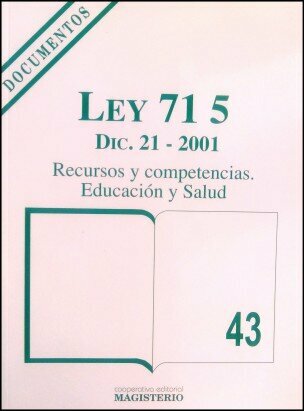 DOCUMENTOS
LEY 71 5
DIC. 21 - 2001
Recursos y competencias.
Educación y Salud
43
cooperativa editorial
MAGISTERIO